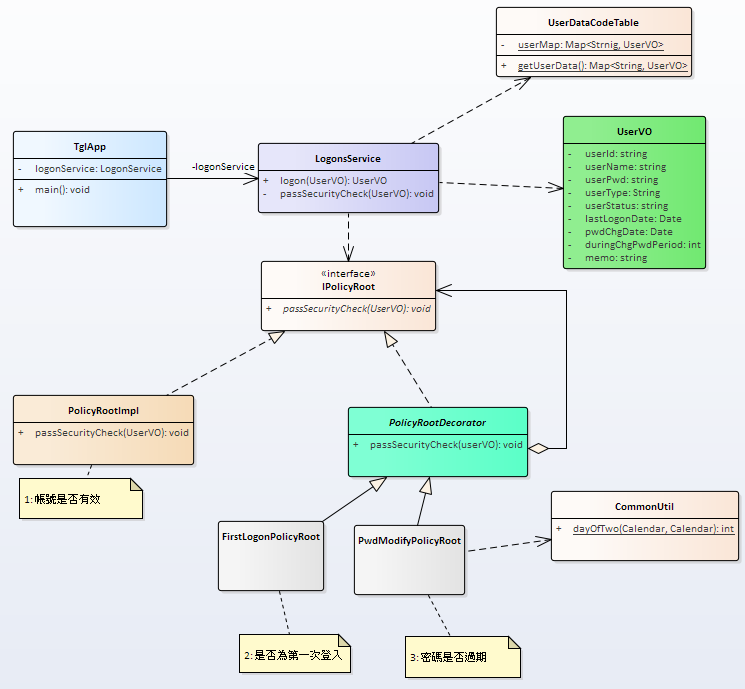 UserDataCodeTable
- userMap: Map<Strnig, UserVO>
+ getUserData(): Map<String, UserVO>
TglApp
- logonService: LogonService
+ main(): void
-logonService
LogonsService
+ logon(UserVO): UserVO
- passSecurityCheck(UserVO): void
UserVO
- userId: string
- userName: string
- userPwd: string
- userType: String
- userStatus: string
- lastLogonDate: Date
- pwdChgDate: Date
- duringChgPwdPeriod: int
- memo: string
«interface»
IPolicyRoot
+ passSecurityCheck(UserVO): void
PolicyRootImpl
+ passSecurityCheck(UserVO): void
PolicyRootDecorator
+ passSecurityCheck(userVO): void
1: 帳號是否有效
FirstLogonPolicyRoot
PwdModifyPolicyRoot
CommonUtil
+ dayOfTwo(Calendar, Calendar): int
2: 是否為第一次登入
3: 密碼是否過期